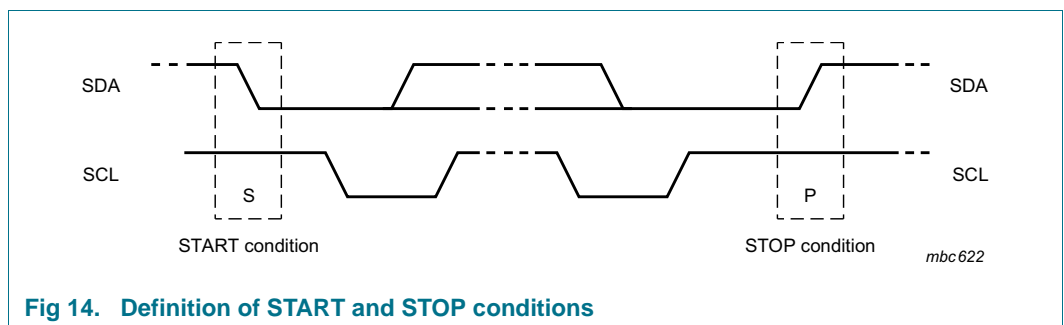 SDA
SCL
S
START condition
P
STOP condition
SDA
SCL
mbc622
Fig 14. Definition of START and STOP conditions